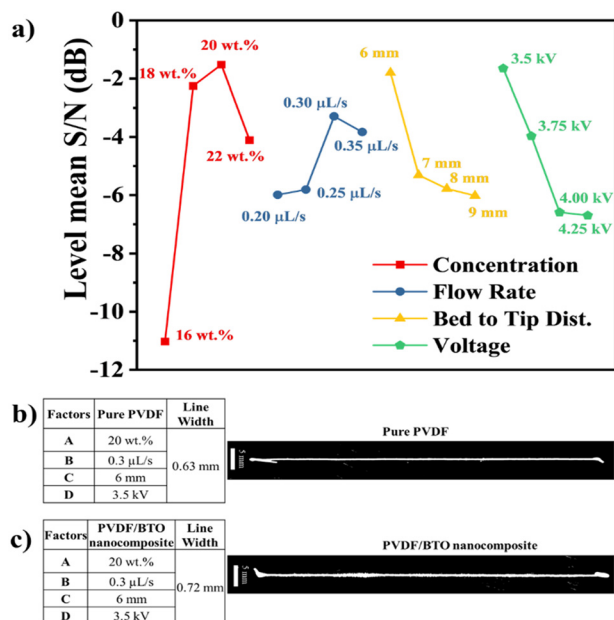 a)
Level mean S/N (dB)
0
-2
-4
-6
-8
-10
-12
16 wt.%
18 wt.%
20 wt.%
22 wt.%
0.20 μL/s
0.25 μL/s
0.30 μL/s
0.35 μL/s
6 mm
7 mm
8 mm
9 mm
3.5 kV
3.75 kV
4.00 kV
4.25 kV
Concentration
Flow Rate
Bed to Tip Dist.
Voltage
b)
Factors Pure PVDF Line Width
A 20 wt.% 0.63 mm
B 0.3 μL/s
C 6 mm
D 3.5 kV
Pure PVDF
5 mm
c)
Factors PVDF/BTO nanocomposite Line Width
A 20 wt.% 0.72 mm
B 0.3 μL/s
C 6 mm
D 3.5 kV
PVDF/BTO nanocomposite
5 mm